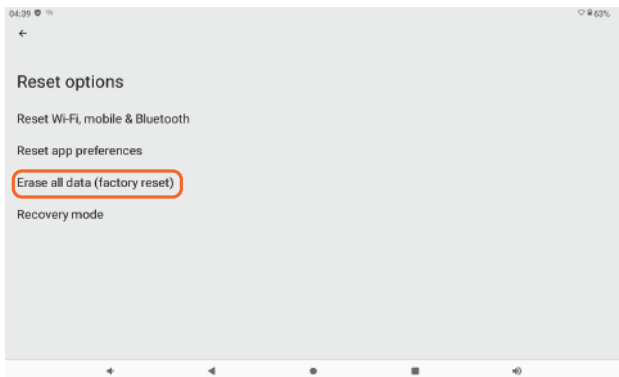 04:39
63%
Reset options
Reset Wi-Fi, mobile & Bluetooth
Reset app preferences
Erase all data (factory reset)
Recovery mode